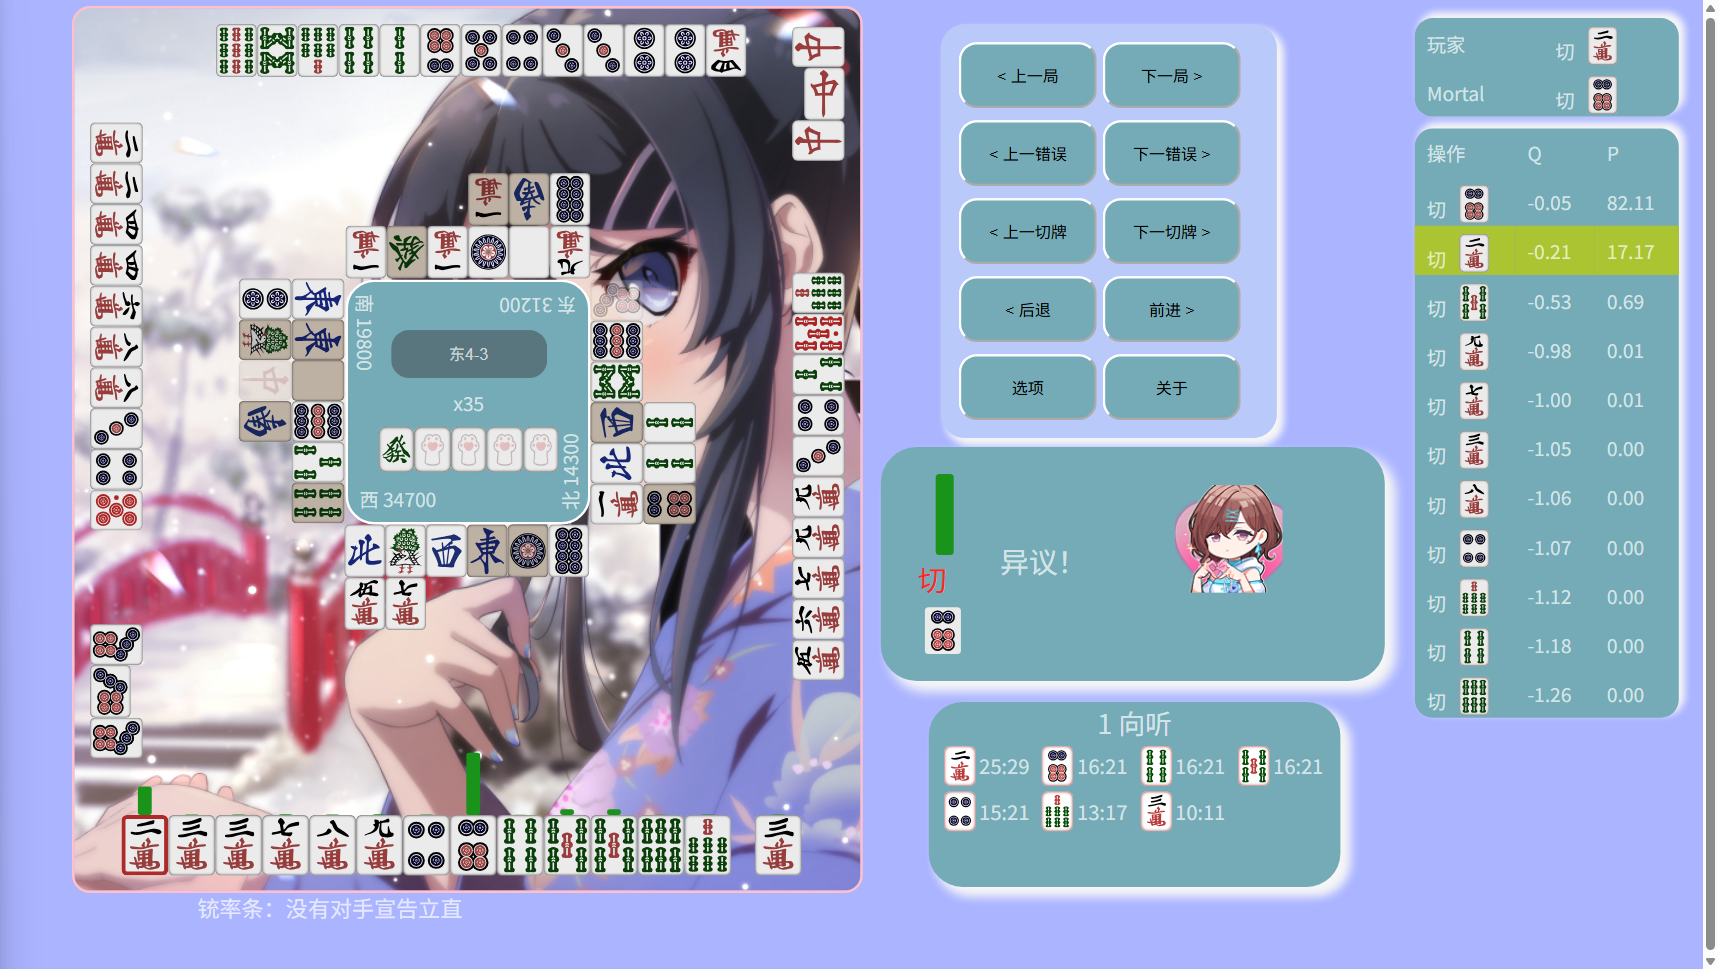 东 31200
南 19800
东4-3
x35
西 34700
北 14300
铳率条：没有对手宣告立直
< 上一局
下一局 >
< 上一错误
下一错误 >
< 上一切牌
下一切牌 >
< 后退
前进 >
选项
关于
切
异议！
1 向听
25:29
16:21
16:21
16:21
15:21
13:17
10:11
玩家 切
Mortal 切
操作 Q P
切 -0.05 82.11
切 -0.21 17.17
切 -0.53 0.69
切 -0.98 0.01
切 -1.00 0.01
切 -1.05 0.00
切 -1.06 0.00
切 -1.07 0.00
切 -1.12 0.00
切 -1.18 0.00
切 -1.26 0.00